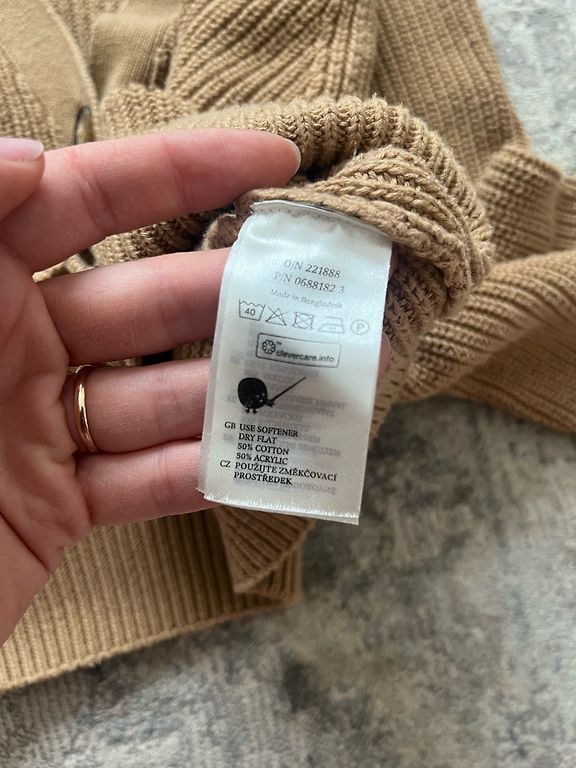 O/N 221888
P/N 0688182 3
Made in Bangladesh
40 P
™
clevercare.info
GB USE SOFTENER
DRY FLAT
50% COTTON
50% ACRYLIC
CZ POUŽIJTE ZMĚKČOVACÍ
PROSTŘEDEK